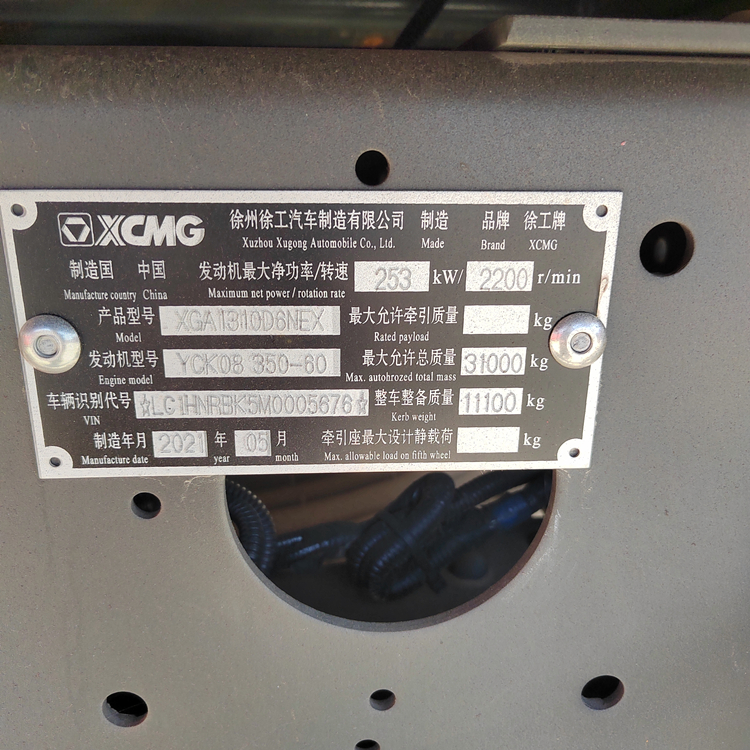 XCMG 徐州徐工汽车制造有限公司 制造 品牌 徐工牌
Xuzhou Xugong Automobile Co., Ltd. Made Brand XCMG
制造国 中国 发动机最大净功率/转速 253 kW/ 2200 r/min
Manufacture country China Maximum net power / rotation rate
产品型号 XGA1310D6NEX 最大允许牵引质量 kg
Model Rated payload
发动机型号 YCK08 350-60 最大允许总质量 31000 kg
Engine model Max. authorozed total mass
车辆识别代号 ☆LC1HNRBK5M0005676☆ 整车整备质量 11100 kg
VIN Kerb weight
制造年月 2021 年 05 月 牵引座最大设计静载荷 kg
Manufacture date year month Max. allowable load on fifth wheel